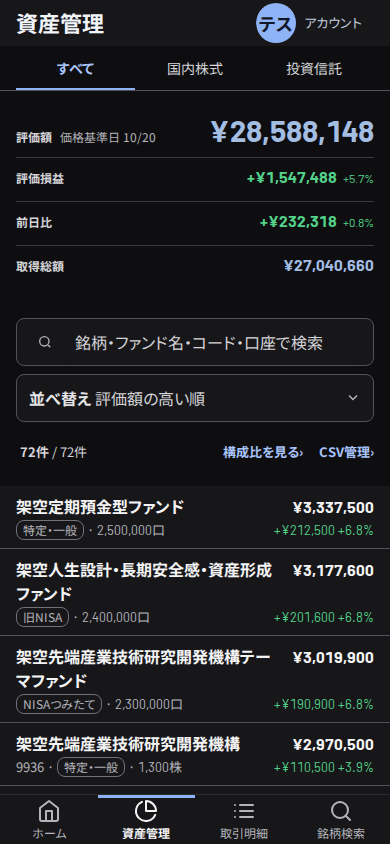 資産管理
テス アカウント
すべて 国内株式 投資信託
評価額 価格基準日 10/20 ¥28,588,148
評価損益 +¥1,547,488 +5.7%
前日比 +¥232,318 +0.8%
取得総額 ¥27,040,660
銘柄・ファンド名・コード・口座で検索
並べ替え 評価額の高い順
72件 / 72件 構成比を見る› CSV管理›
架空定期預金型ファンド ¥3,337,500
特定・一般 · 2,500,000口 +¥212,500 +6.8%
架空人生設計・長期安全感・資産形成 ¥3,177,600
ファンド
旧NISA · 2,400,000口 +¥201,600 +6.8%
架空先端産業技術研究開発機構テー ¥3,019,900
マファンド
NISAつみたて · 2,300,000口 +¥190,900 +6.8%
架空先端産業技術研究開発機構 ¥2,970,500
9936 · 特定・一般 · 1,300株 +¥110,500 +3.9%
ホーム 資産管理 取引明細 銘柄検索